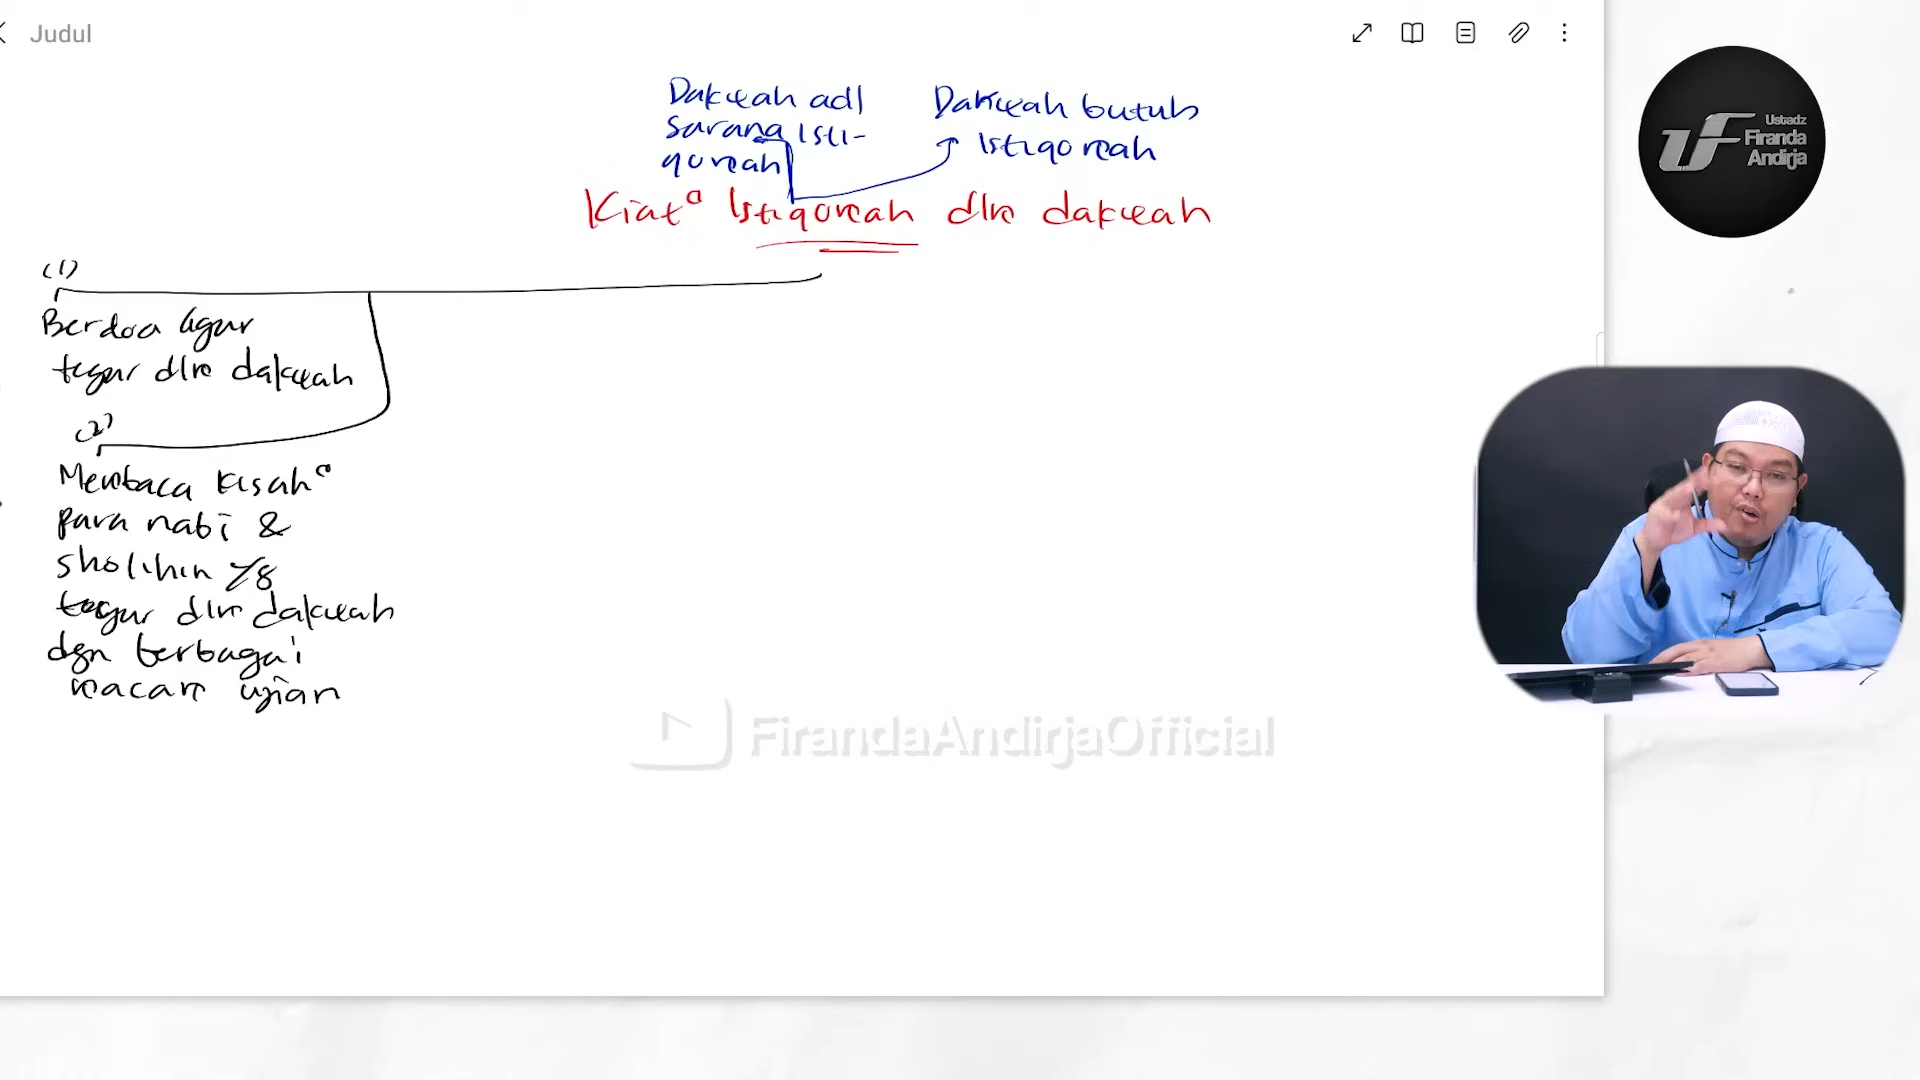 Judul
Dakwah adl
sarana isti-
qomah
Dakwah butuh
istiqomah
Kiat² Istiqomah dlm dakwah
(1)
Berdoa agar
tegar dlm dakwah
(2)
Membaca kisah²
para nabi &
sholihin yg
tegar dlm dakwah
dgn berbagai
macam ujian
UF
Ustadz
Firanda
Andirja
FirandaAndirjaOfficial